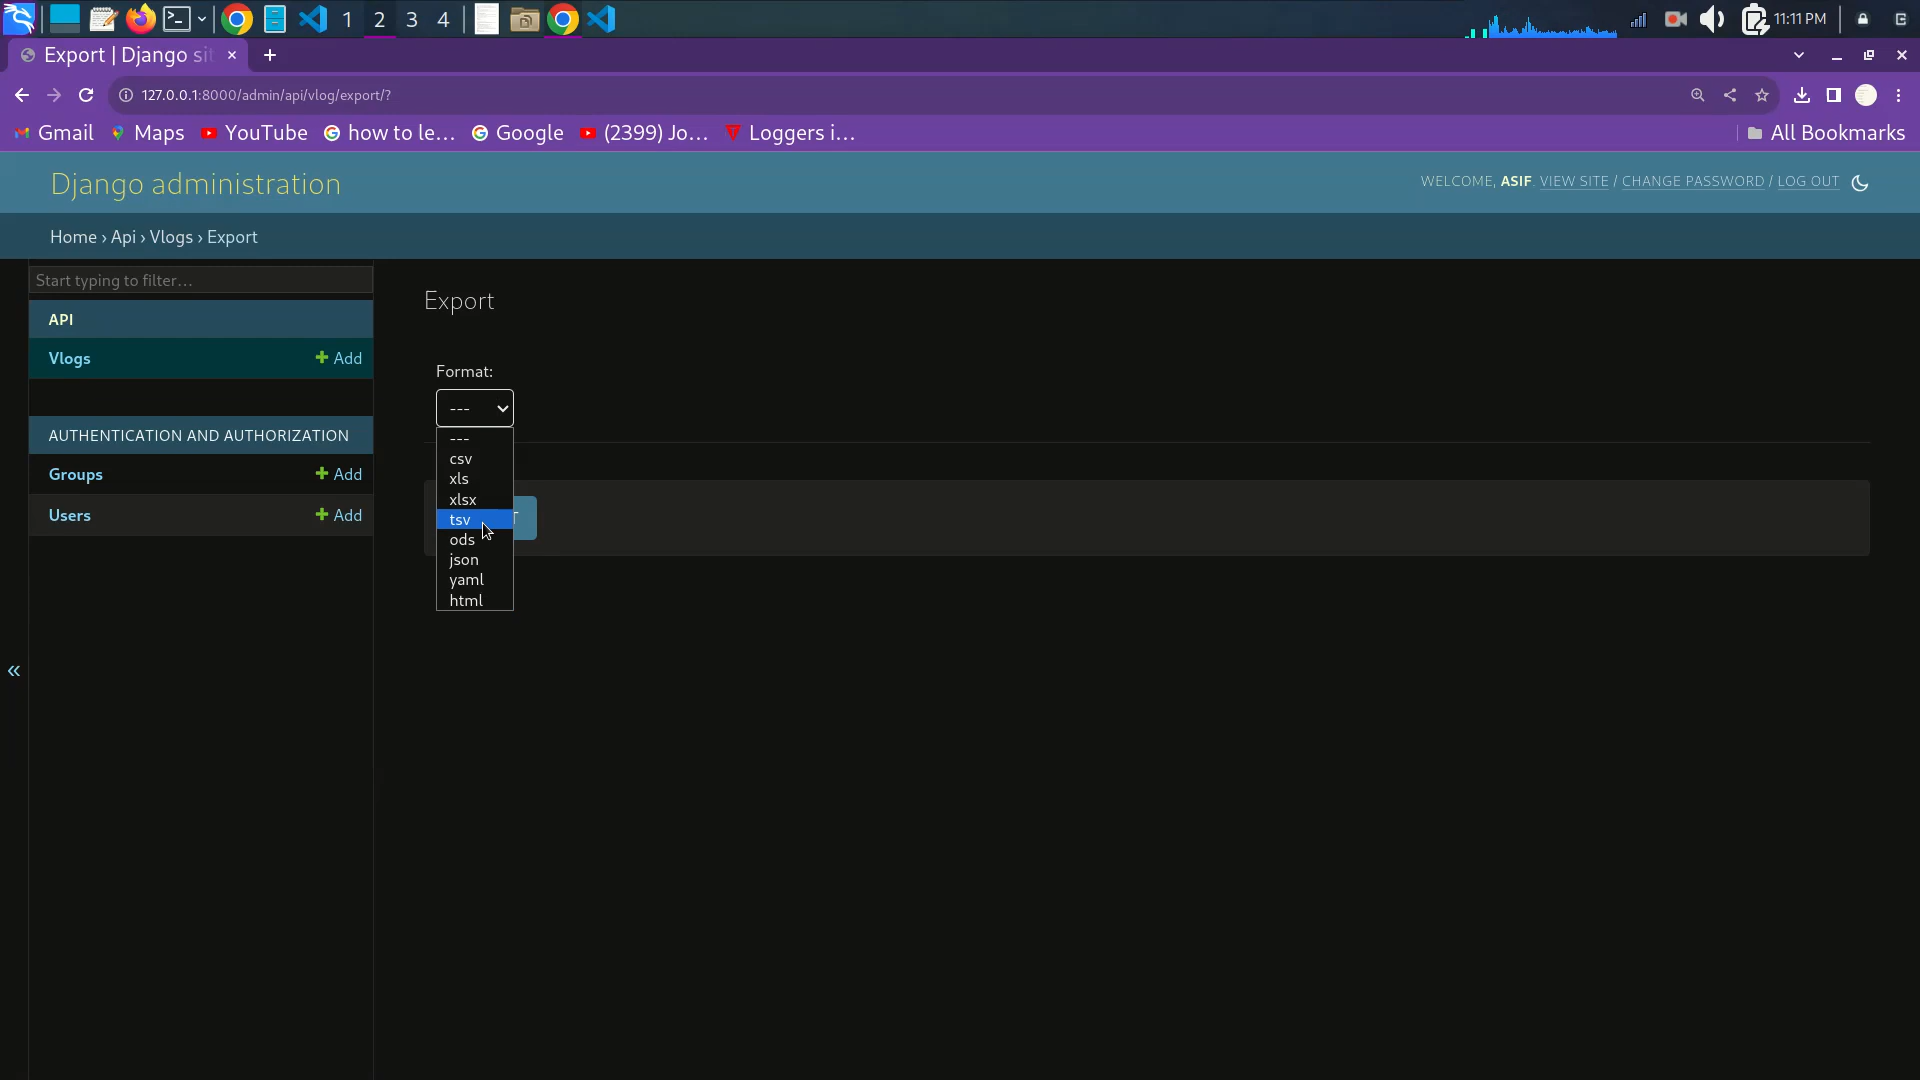 1 2 3 4 11:11 PM
Export | Django sit
127.0.0.1:8000/admin/api/vlog/export/?
Gmail Maps YouTube how to le... Google (2399) Jo... Loggers i... All Bookmarks
Django administration
WELCOME, ASIF. VIEW SITE / CHANGE PASSWORD / LOG OUT
Home › Api › Vlogs › Export
Start typing to filter...
API
Vlogs + Add
AUTHENTICATION AND AUTHORIZATION
Groups + Add
Users + Add
«
Export
Format:
---
---
csv
xls
xlsx
tsv
ods
json
yaml
html